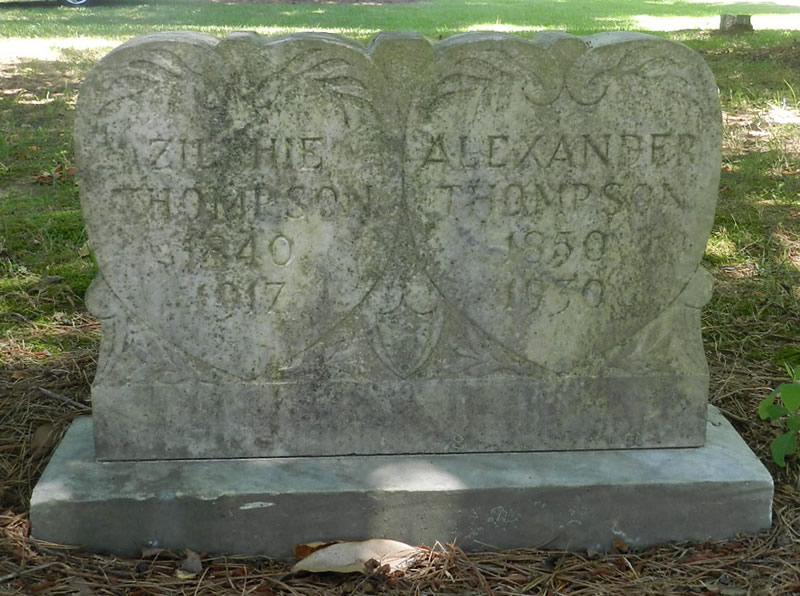 ZILPHIE
THOMPSON
1840
1917
ALEXANDER
THOMPSON
1850
1930